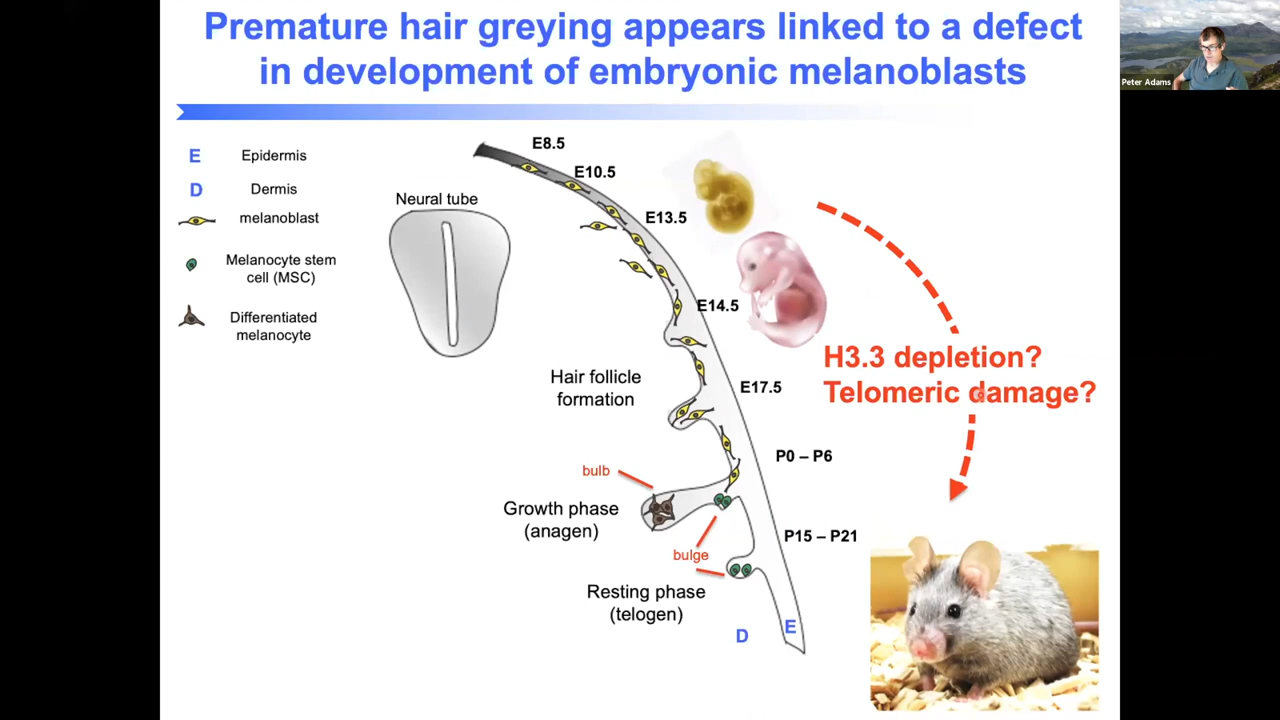 Premature hair greying appears linked to a defect
in development of embryonic melanoblasts
Peter Adams
E Epidermis
D Dermis
melanoblast
Melanocyte stem
cell (MSC)
Differentiated
melanocyte
Neural tube
E8.5
E10.5
E13.5
E14.5
E17.5
P0 – P6
P15 – P21
H3.3 depletion?
Telomeric damage?
Hair follicle
formation
bulb
Growth phase
(anagen)
bulge
Resting phase
(telogen)
D
E